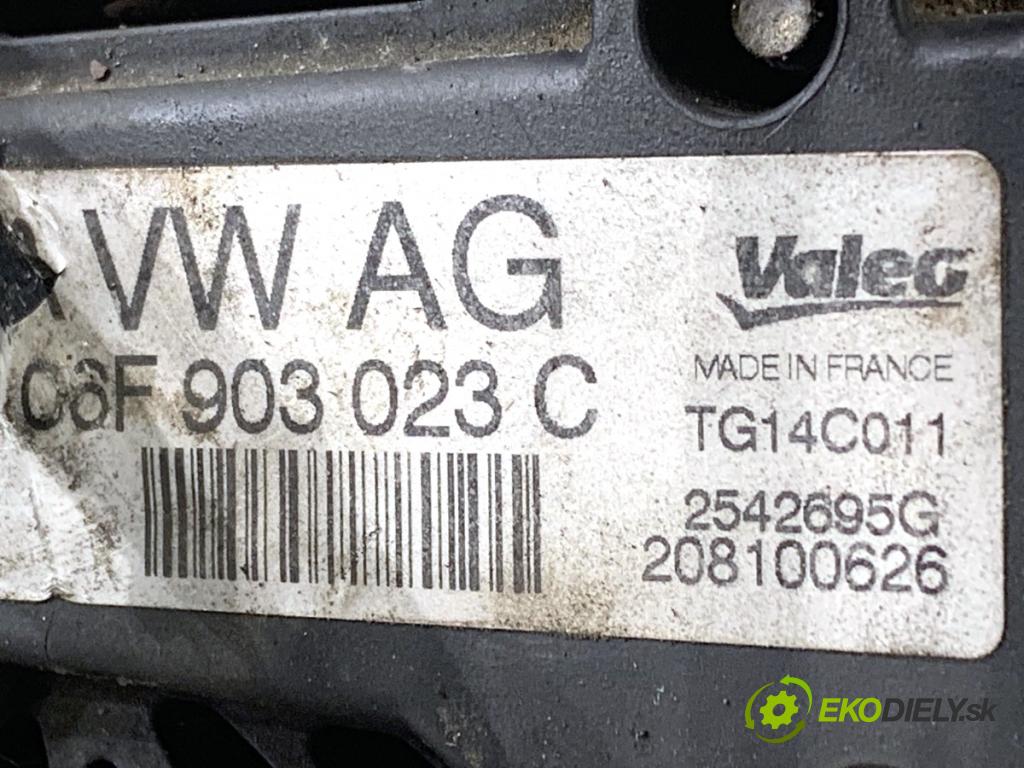 VW AG
06F 903 023 C
Valeo
MADE IN FRANCE
TG14C011
2542695G
208100626
EKODIELY.sk